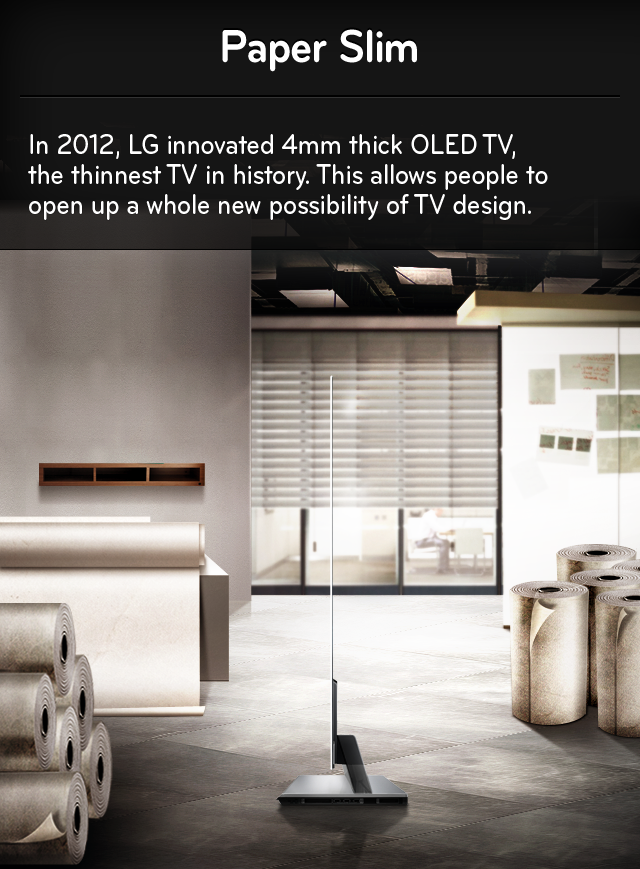 Paper Slim
In 2012, LG innovated 4mm thick OLED TV,
the thinnest TV in history. This allows people to
open up a whole new possibility of TV design.